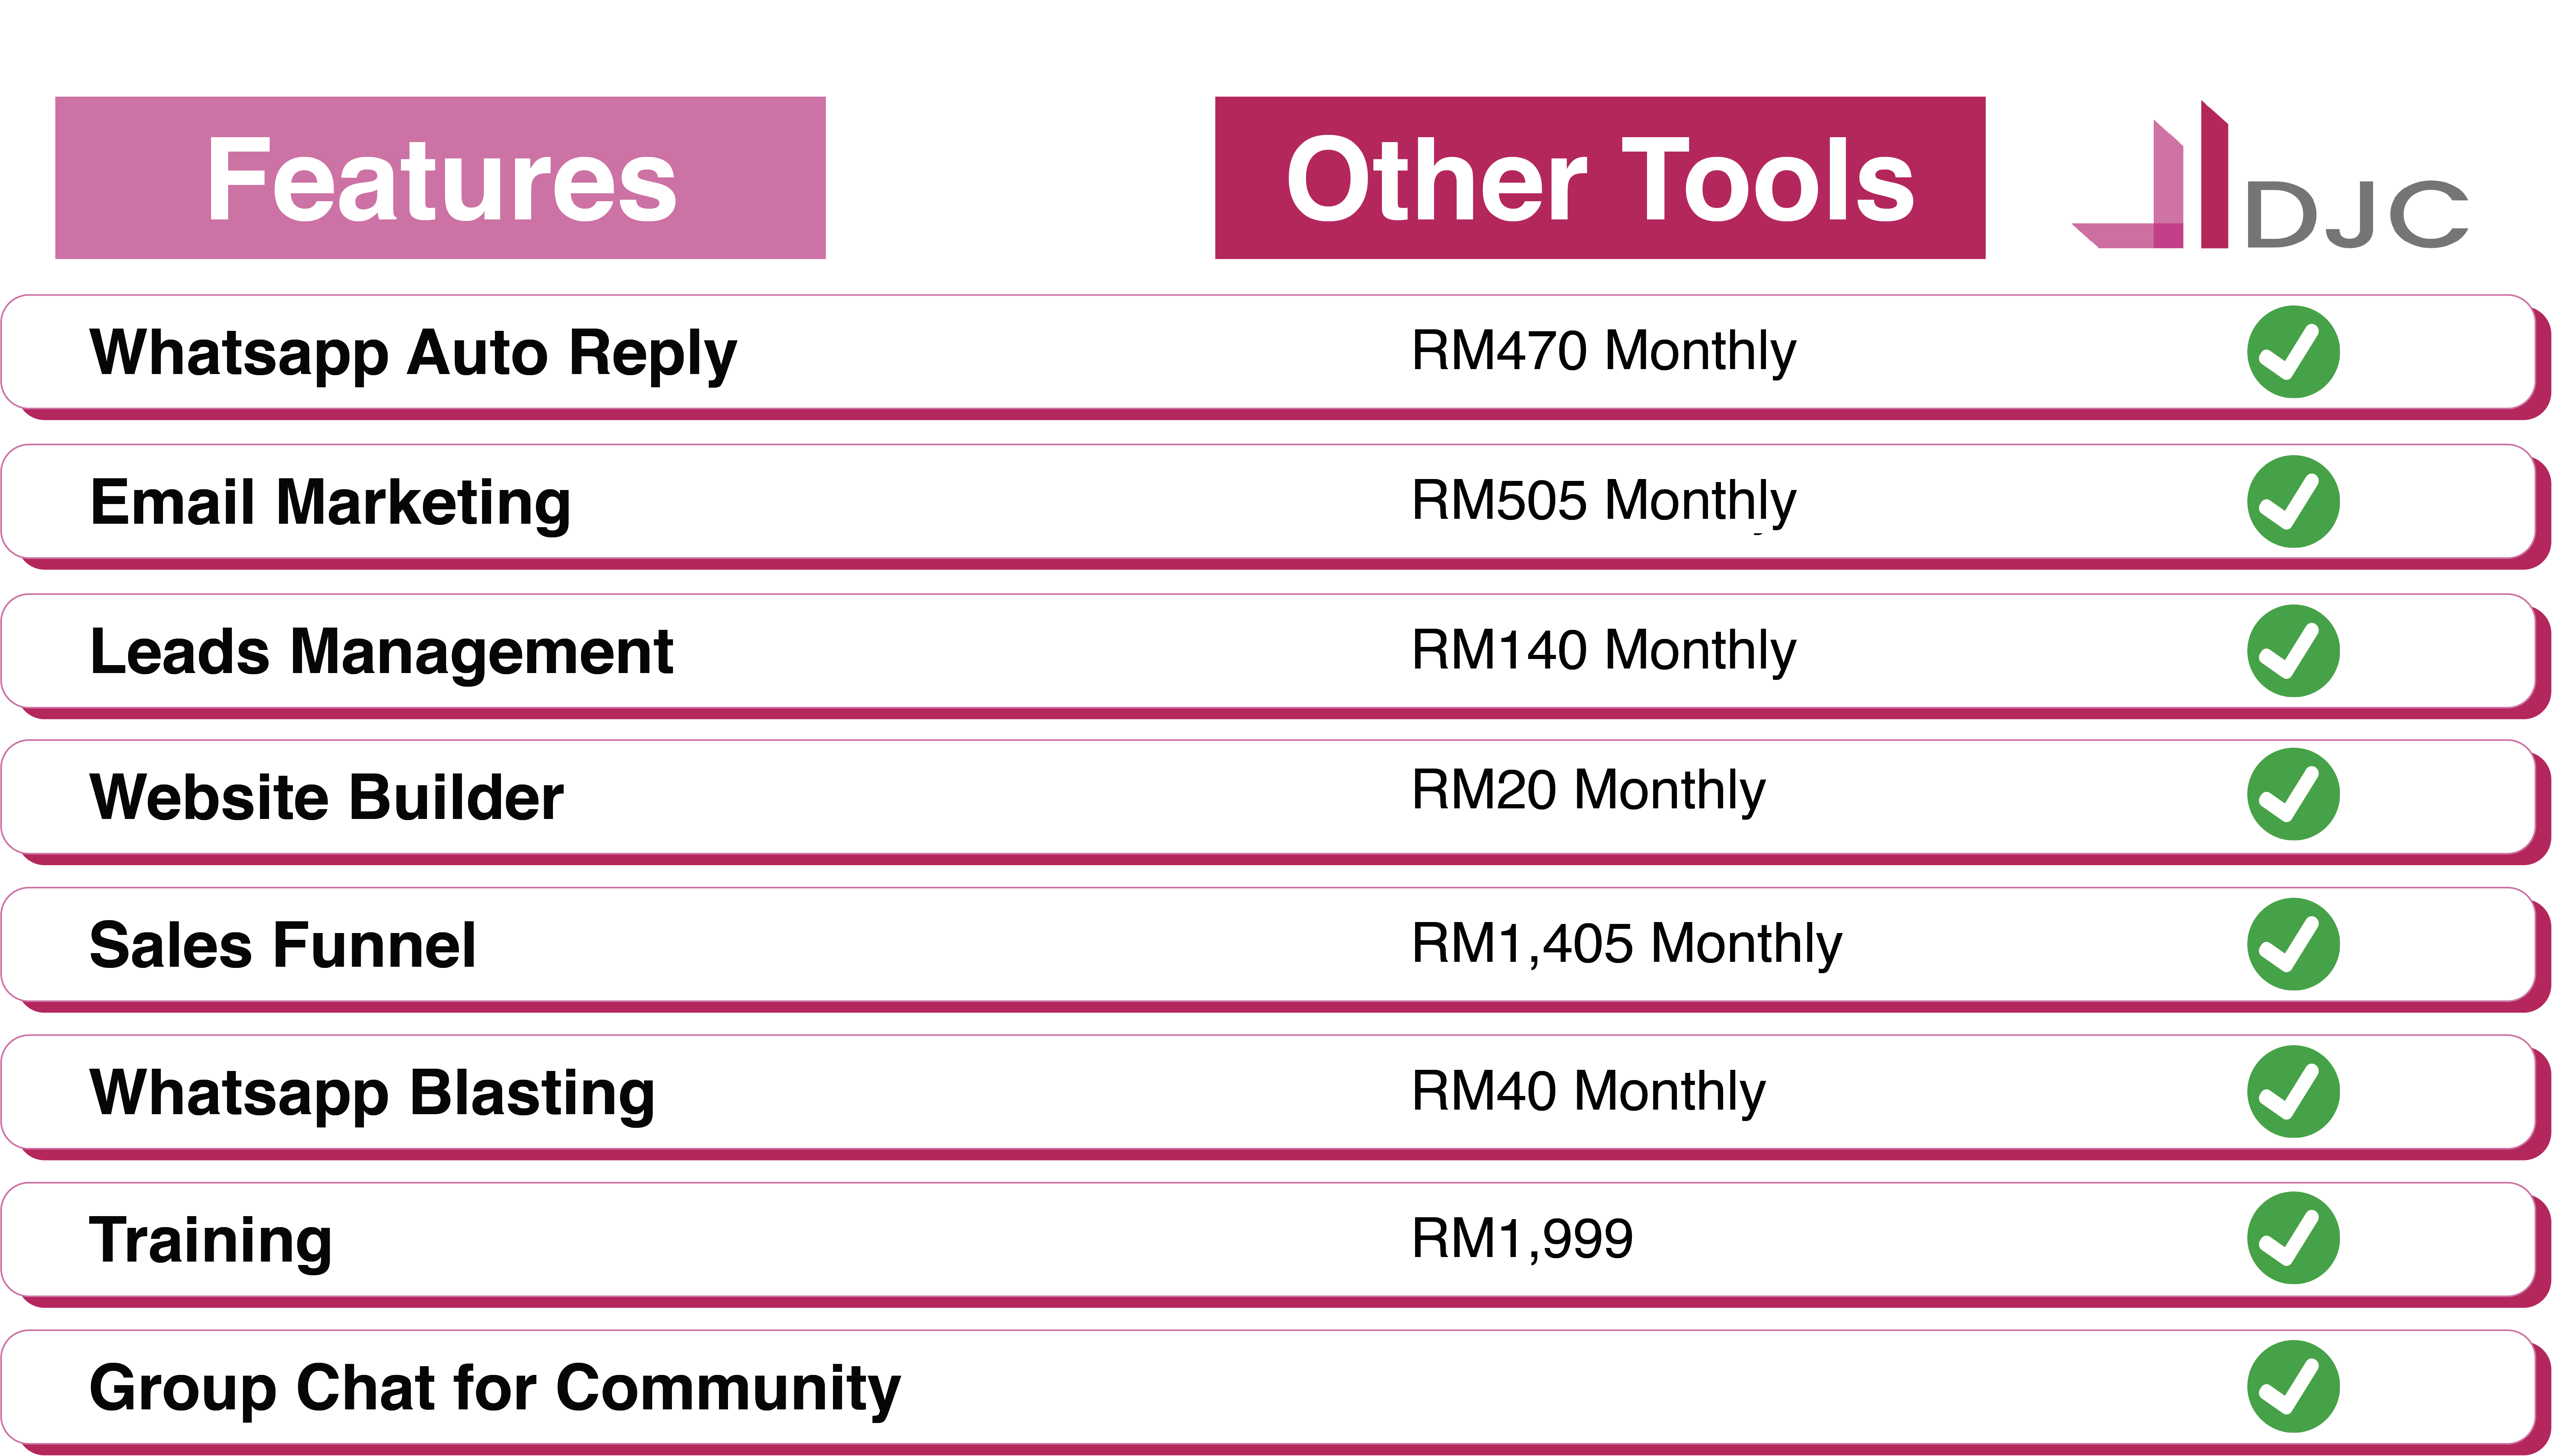 Features
Other Tools
DJC
Whatsapp Auto Reply
RM470 Monthly
Email Marketing
RM505 Monthly
Leads Management
RM140 Monthly
Website Builder
RM20 Monthly
Sales Funnel
RM1,405 Monthly
Whatsapp Blasting
RM40 Monthly
Training
RM1,999
Group Chat for Community